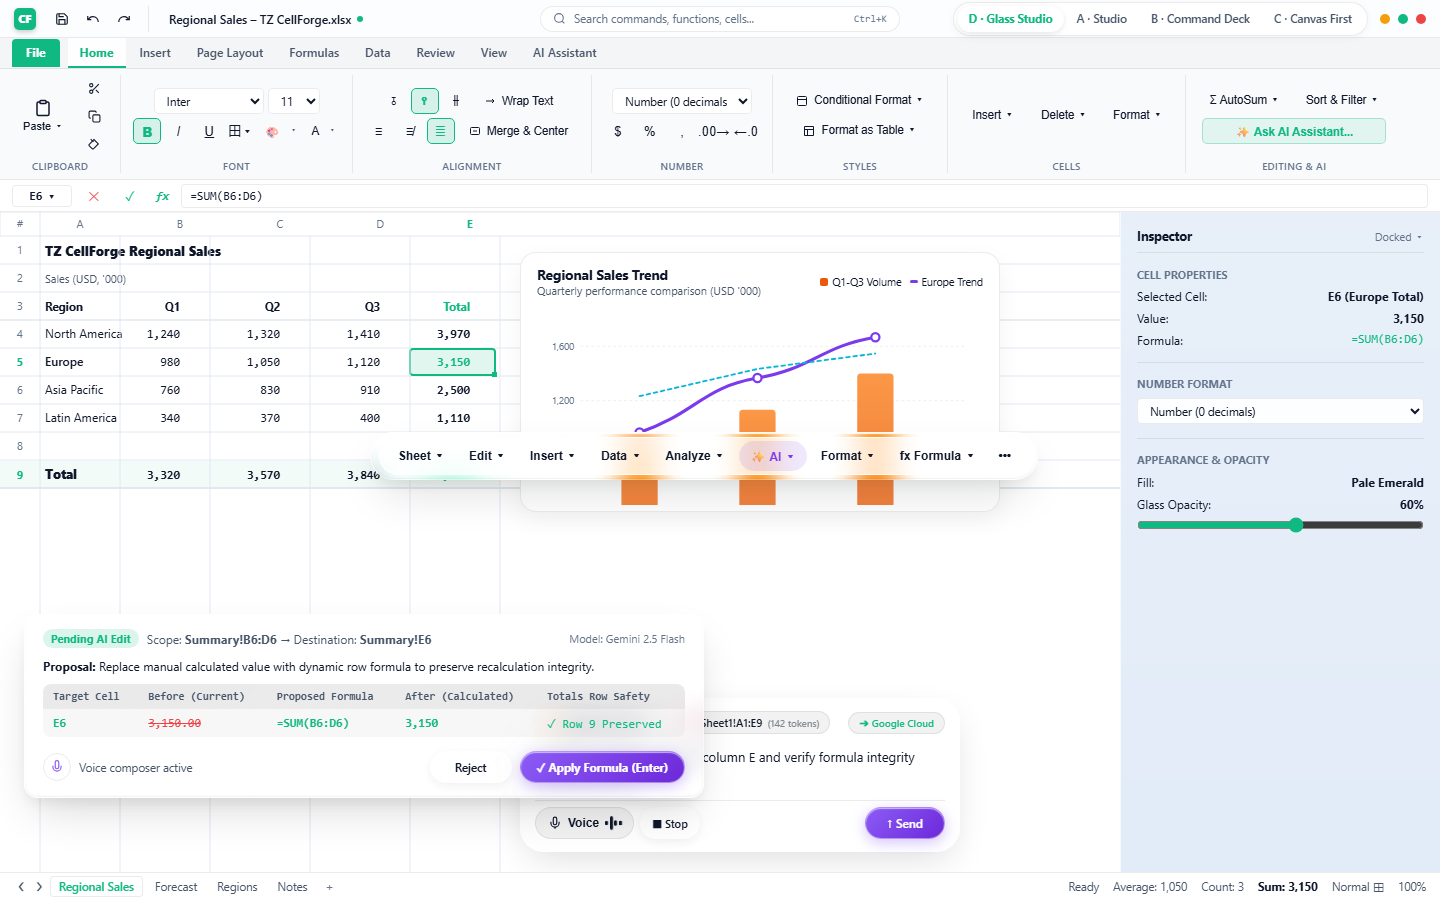 CF
Regional Sales – TZ CellForge.xlsx
Search commands, functions, cells...
Ctrl+K
D · Glass Studio
A · Studio
B · Command Deck
C · Canvas First
File
Home
Insert
Page Layout
Formulas
Data
Review
View
AI Assistant
Paste
CLIPBOARD
Inter
11
B
I
U
A
FONT
Wrap Text
Merge & Center
ALIGNMENT
Number (0 decimals
$ % , .00→ ←.0
NUMBER
Conditional Format
Format as Table
STYLES
Insert
Delete
Format
CELLS
Σ AutoSum
Sort & Filter
✨ Ask AI Assistant...
EDITING & AI
E6
fx
=SUM(B6:D6)
# A B C D E
1 TZ CellForge Regional Sales
2 Sales (USD, '000)
3 Region Q1 Q2 Q3 Total
4 North America 1,240 1,320 1,410 3,970
5 Europe 980 1,050 1,120 3,150
6 Asia Pacific 760 830 910 2,500
7 Latin America 340 370 400 1,110
8
9 Total 3,320 3,570 3,840
Regional Sales Trend
Quarterly performance comparison (USD '000)
Q1-Q3 Volume
Europe Trend
1,600
1,200
Sheet
Edit
Insert
Data
Analyze
✨ AI
Format
fx Formula
•••
Pending AI Edit
Scope: Summary!B6:D6 → Destination: Summary!E6
Model: Gemini 2.5 Flash
Proposal: Replace manual calculated value with dynamic row formula to preserve recalculation integrity.
Target Cell Before (Current) Proposed Formula After (Calculated) Totals Row Safety
E6 3,150.00 =SUM(B6:D6) 3,150 ✓ Row 9 Preserved
Voice composer active
Reject
✓ Apply Formula (Enter)
Sheet1!A1:E9 (142 tokens)
➔ Google Cloud
column E and verify formula integrity
Voice
Stop
↑ Send
Inspector
Docked
CELL PROPERTIES
Selected Cell: E6 (Europe Total)
Value: 3,150
Formula: =SUM(B6:D6)
NUMBER FORMAT
Number (0 decimals)
APPEARANCE & OPACITY
Fill: Pale Emerald
Glass Opacity: 60%
Regional Sales
Forecast
Regions
Notes
+
Ready
Average: 1,050
Count: 3
Sum: 3,150
Normal
100%